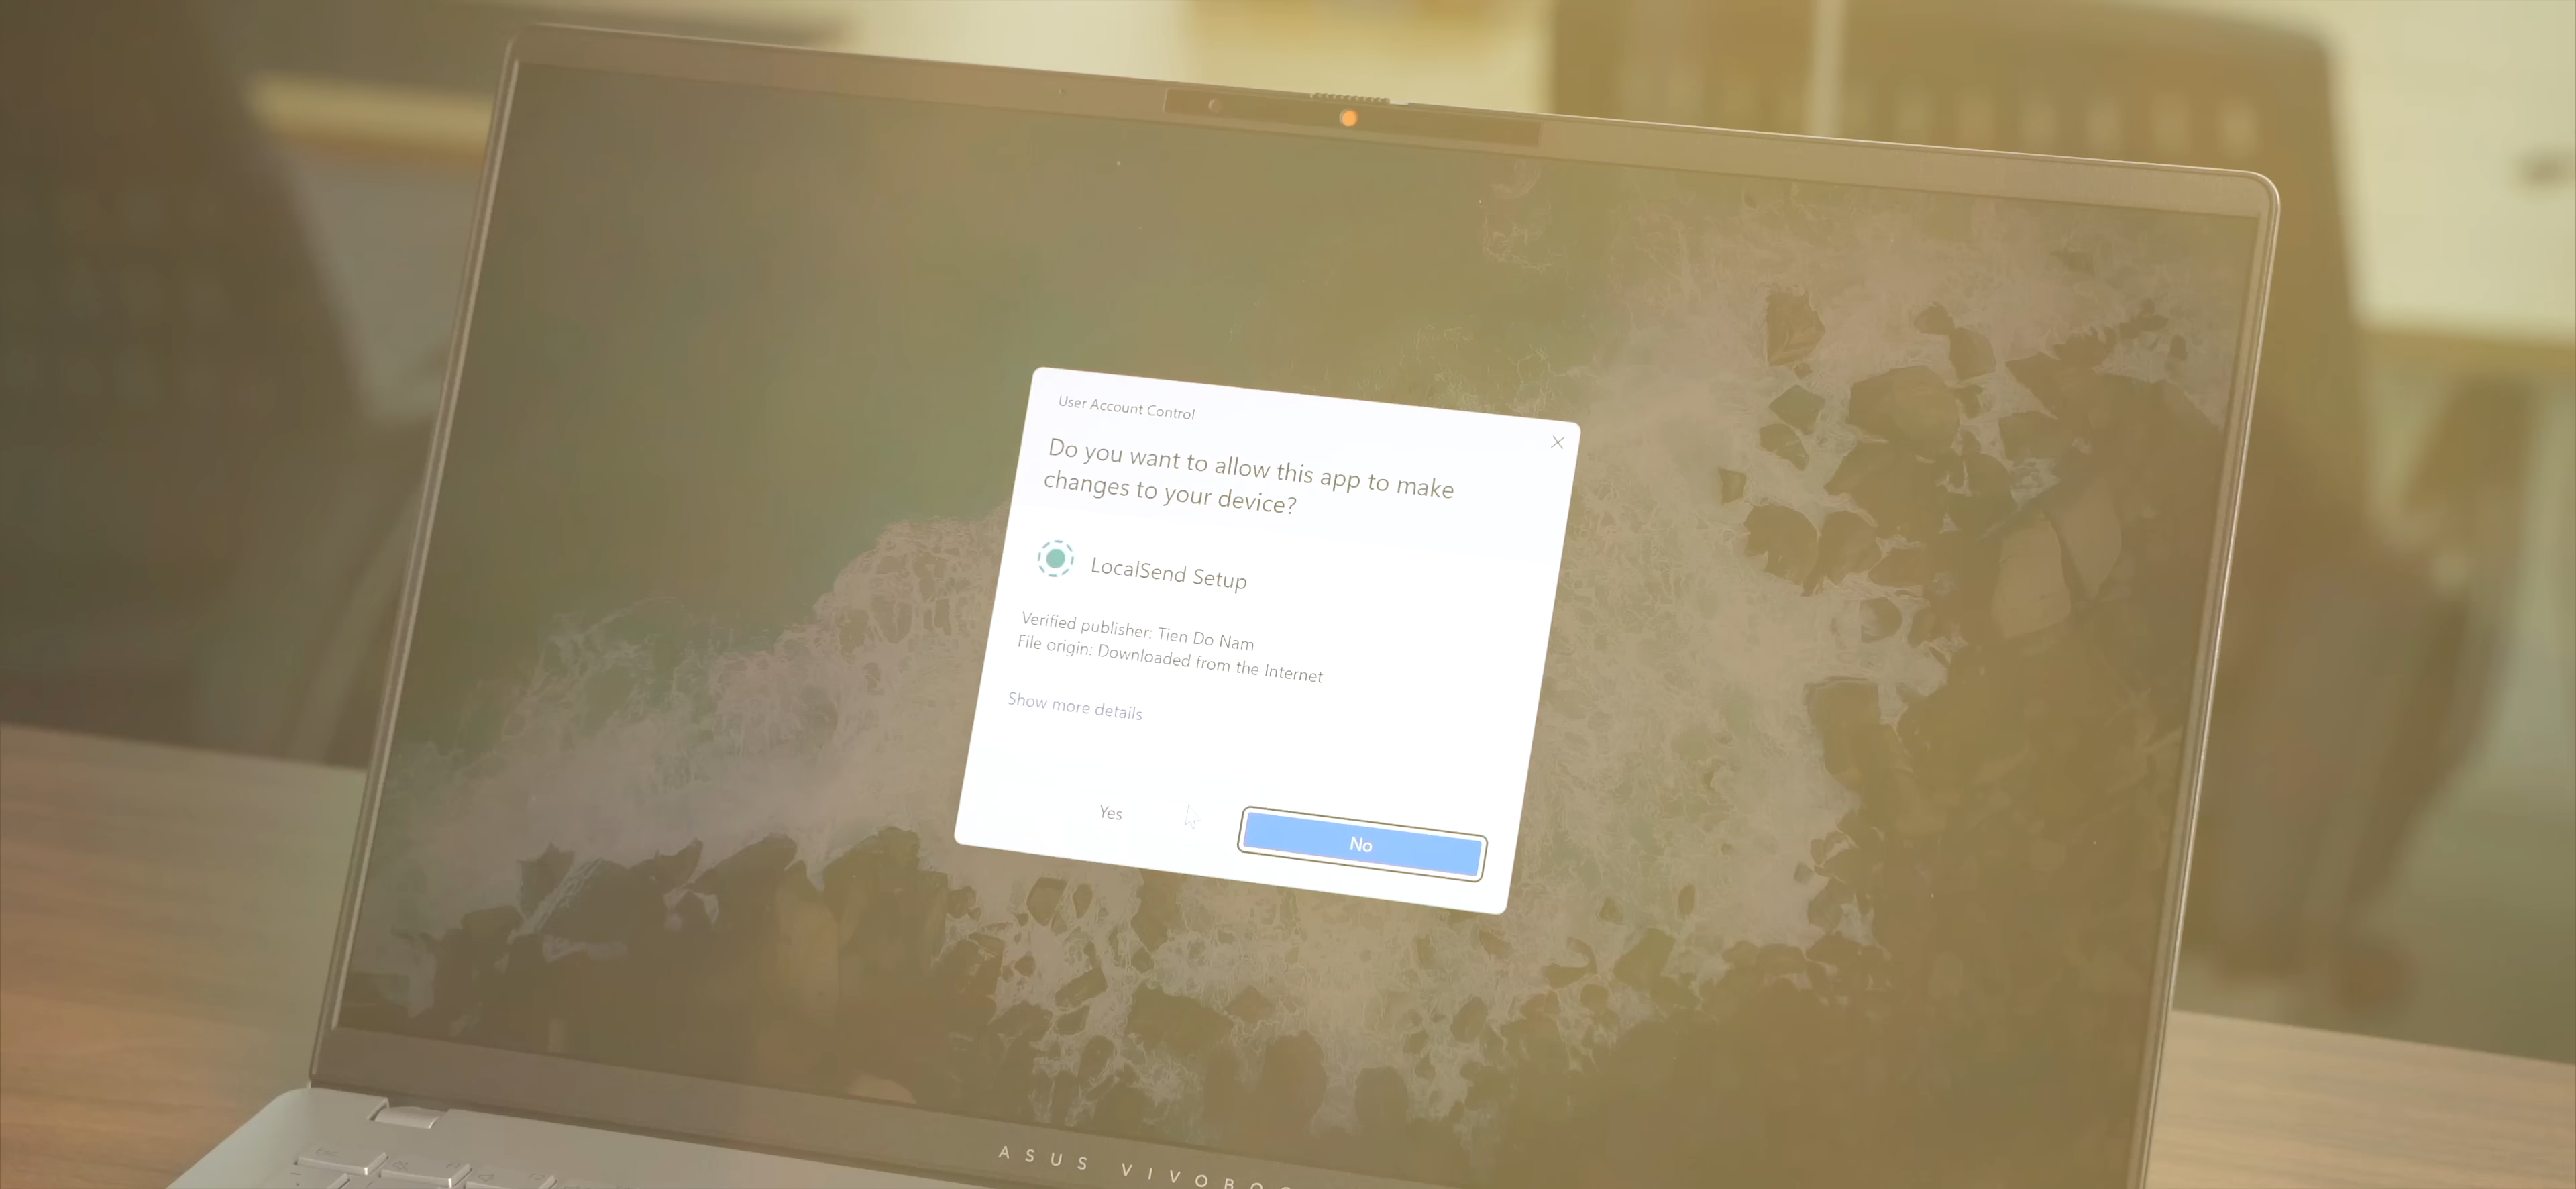 User Account Control
Do you want to allow this app to make
changes to your device?
LocalSend Setup
Verified publisher: Tien Do Nam
File origin: Downloaded from the Internet
Show more details
Yes
No
ASUS